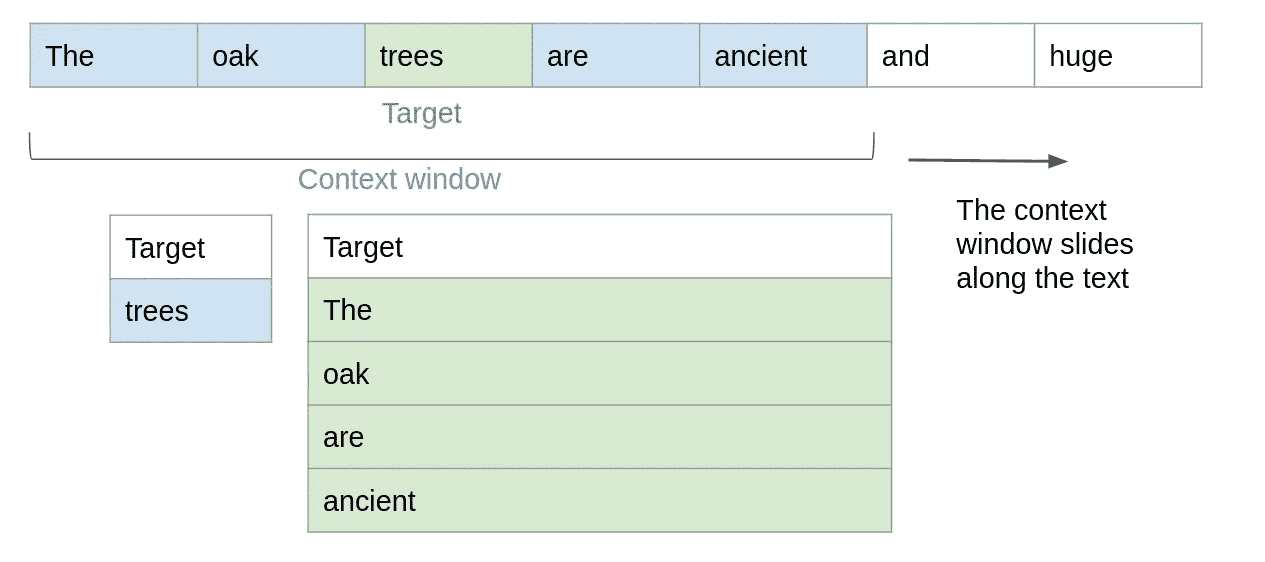 The oak trees are ancient and huge
Target
Context window
The context
window slides
along the text
Target
trees
Target
The
oak
are
ancient